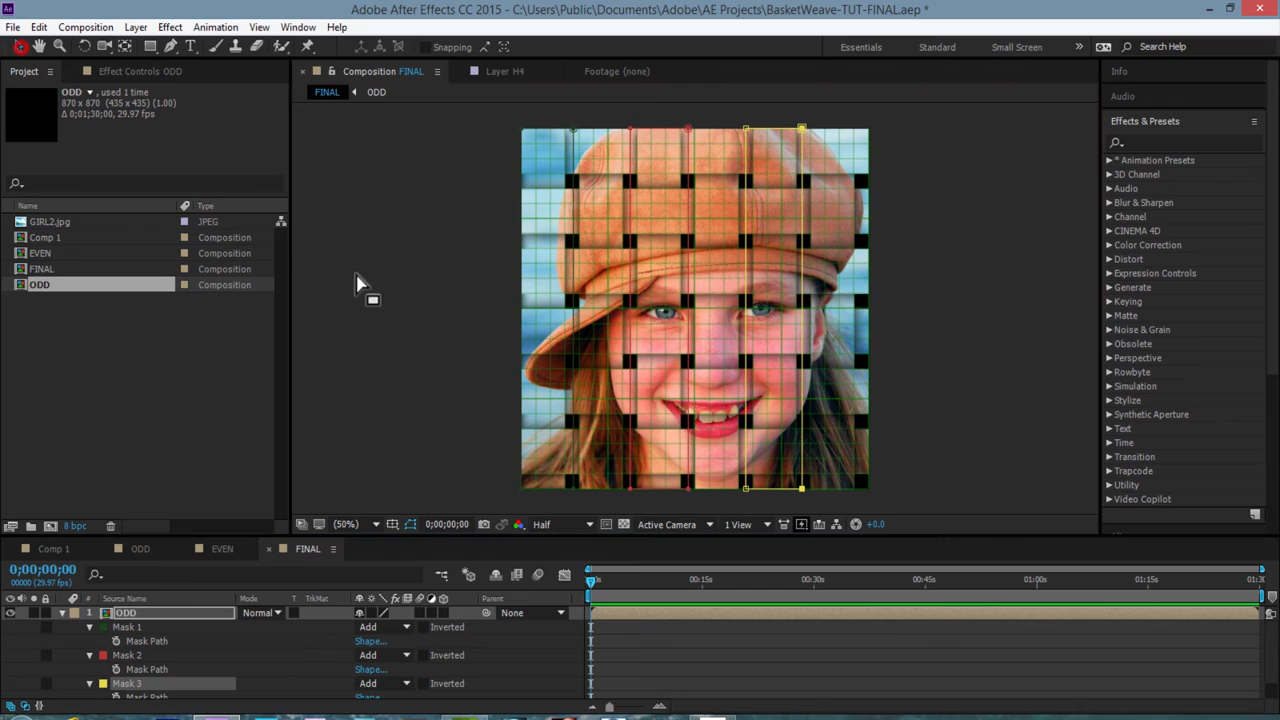 Ae Adobe After Effects CC 2015 - C:\Users\Public\Documents\Adobe\AE Projects\BasketWeave-TUT-FINAL.aep *
File Edit Composition Layer Effect Animation View Window Help
Snapping Essentials Standard Small Screen Search Help
Project Effect Controls ODD Composition FINAL Layer H4 Footage (none) Info
ODD , used 1 time FINAL ODD
870 x 870 (435 x 435) (1.00) Audio
Δ 0;01;30;00, 29.97 fps
Effects & Presets
* Animation Presets
3D Channel
Audio
Name Type Blur & Sharpen
GIRL2.jpg JPEG Channel
Comp 1 Composition CINEMA 4D
Color Correction
EVEN Composition Distort
FINAL Composition Expression Controls
ODD Composition Generate
Keying
Matte
Noise & Grain
Obsolete
Perspective
Rowbyte
Simulation
Stylize
Synthetic Aperture
Text
Time
Transition
Trapcode
Utility
Video Copilot
8 bpc (50%) 0;00;00;00 Half Active Camera 1 View +0.0
Comp 1 ODD EVEN FINAL
0;00;00;00
00000 (29.97 fps) 00:15s 00:30s 00:45s 01:00s 01:15s 01:30
# Source Name Mode T TrkMat Parent
1 ODD Normal None
Mask 1 Add Inverted
Mask Path Shape...
Mask 2 Add Inverted
Mask Path Shape...
Mask 3 Add Inverted
Mask Path Shape...